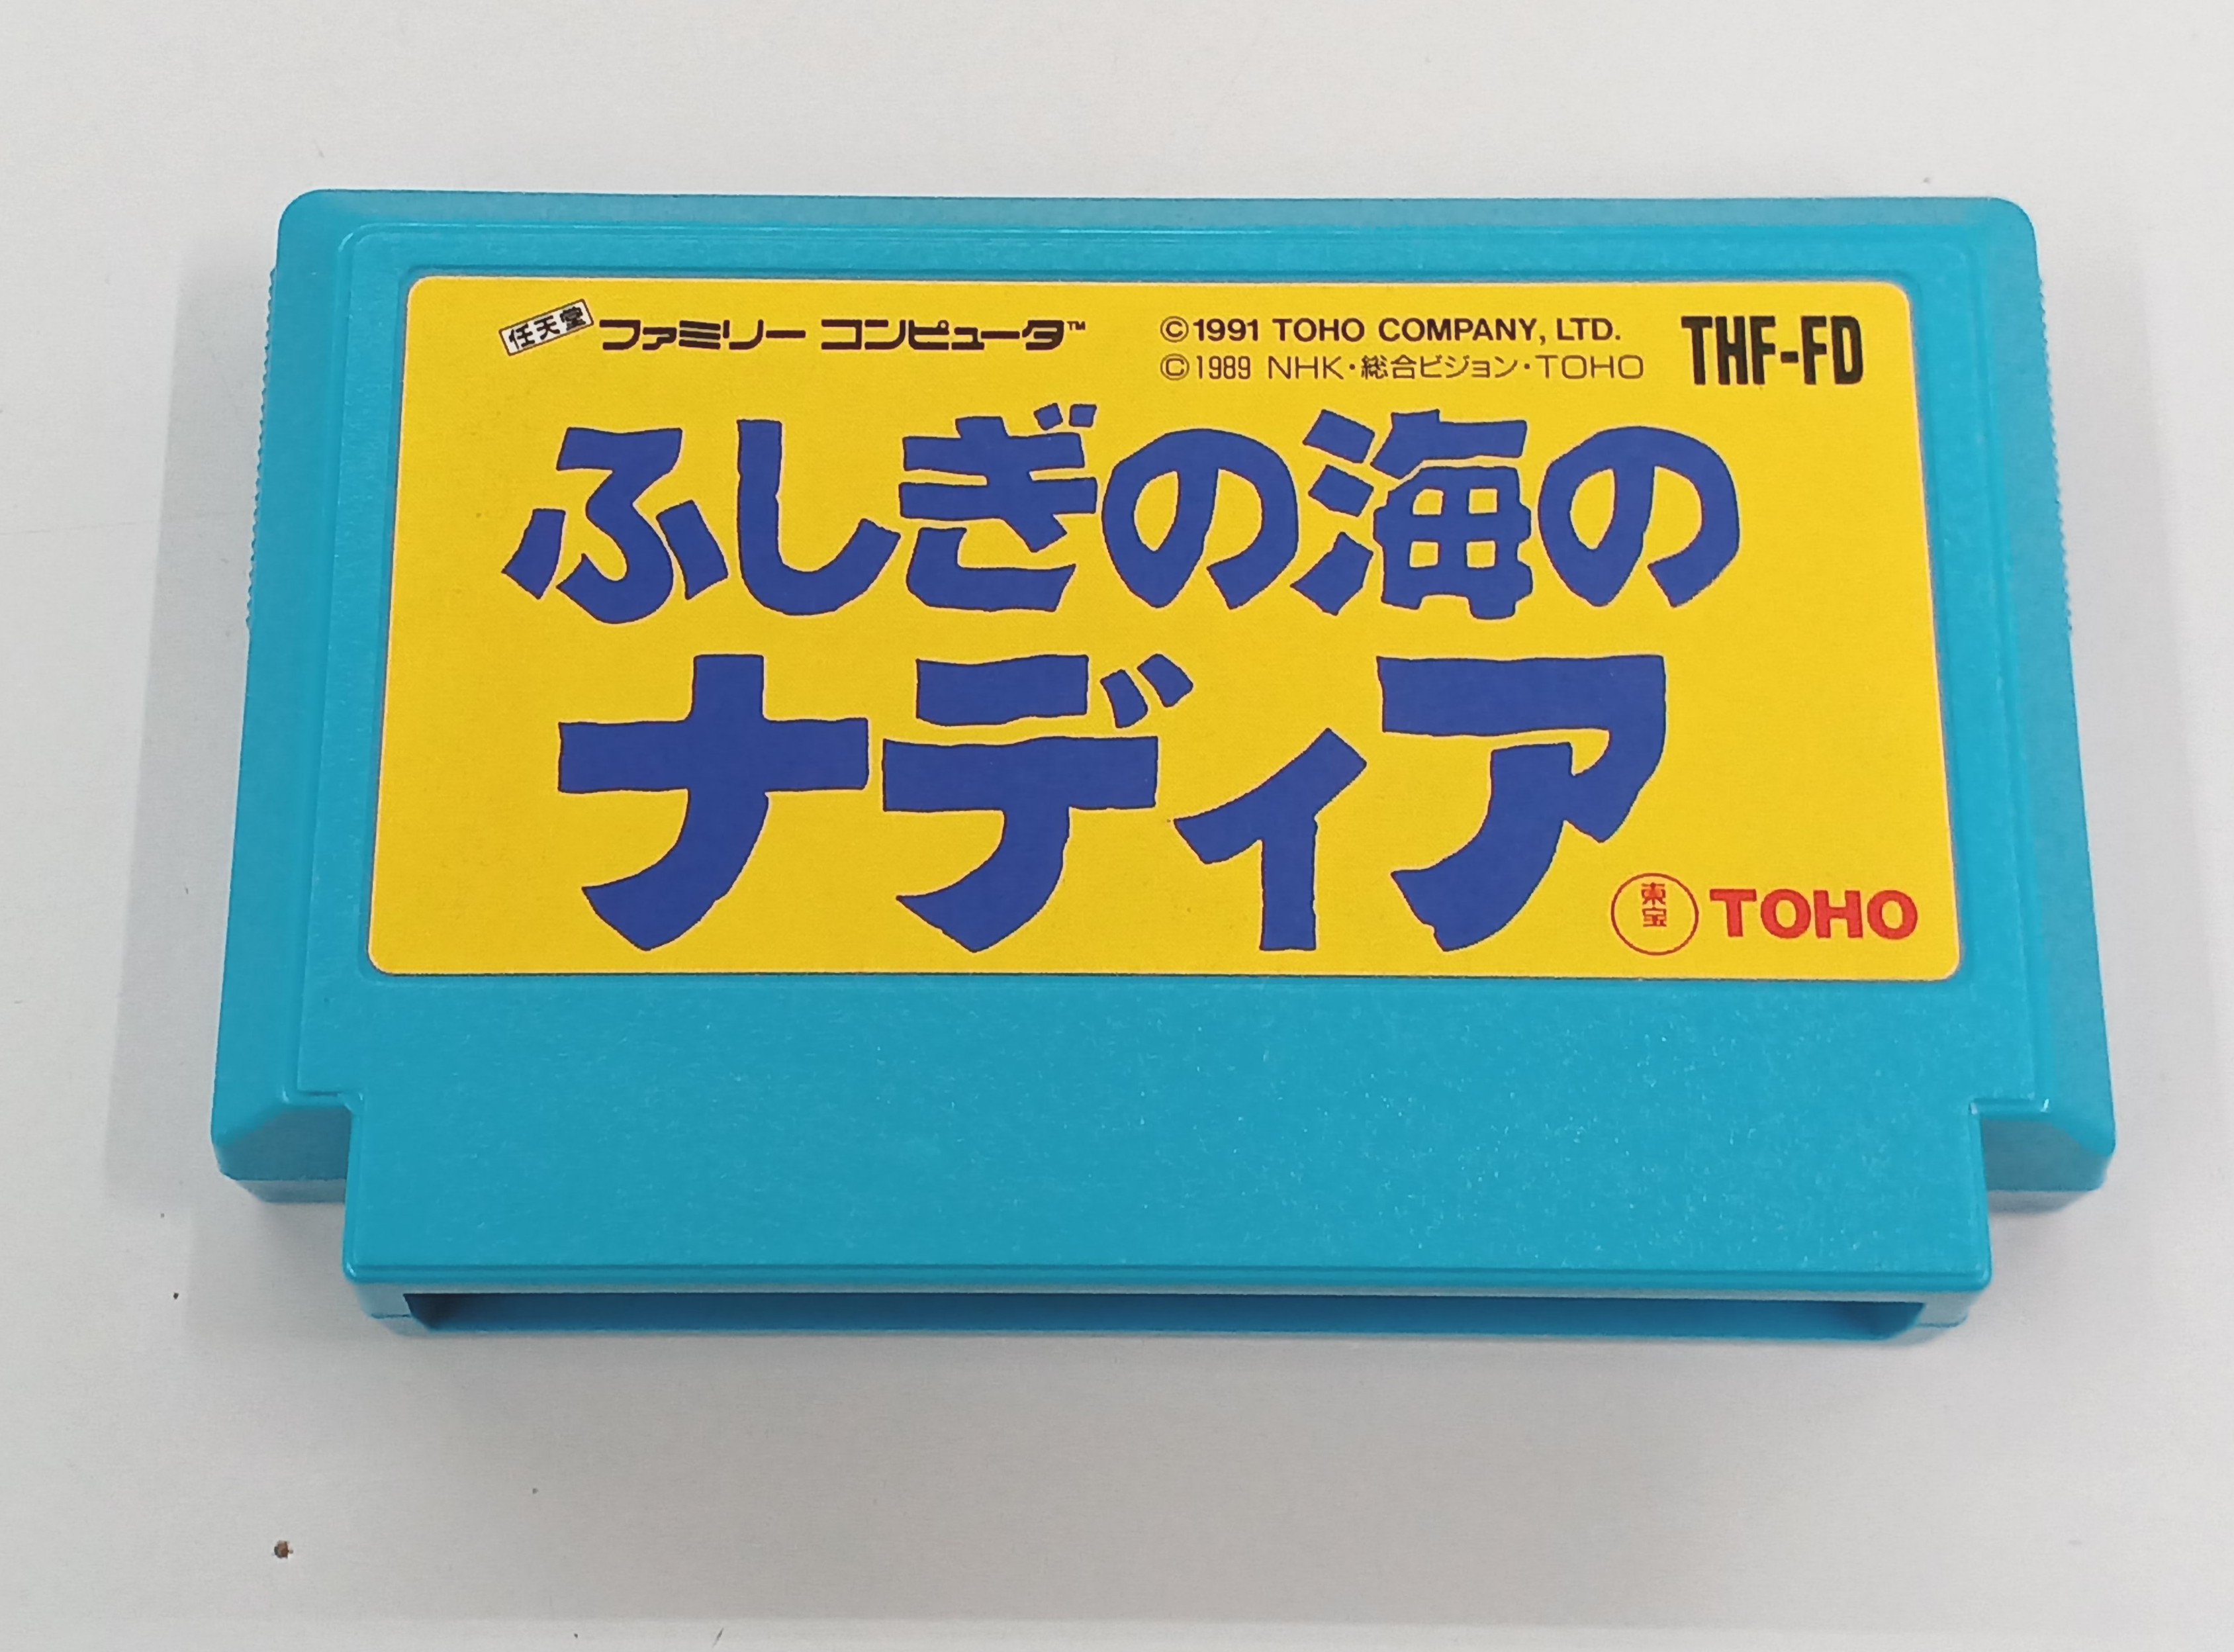 任天堂 ファミリー コンピュータ™
©1991 TOHO COMPANY, LTD.
©1989 NHK・総合ビジョン・TOHO
THF-FD
ふしぎの海の
ナディア
東宝 TOHO